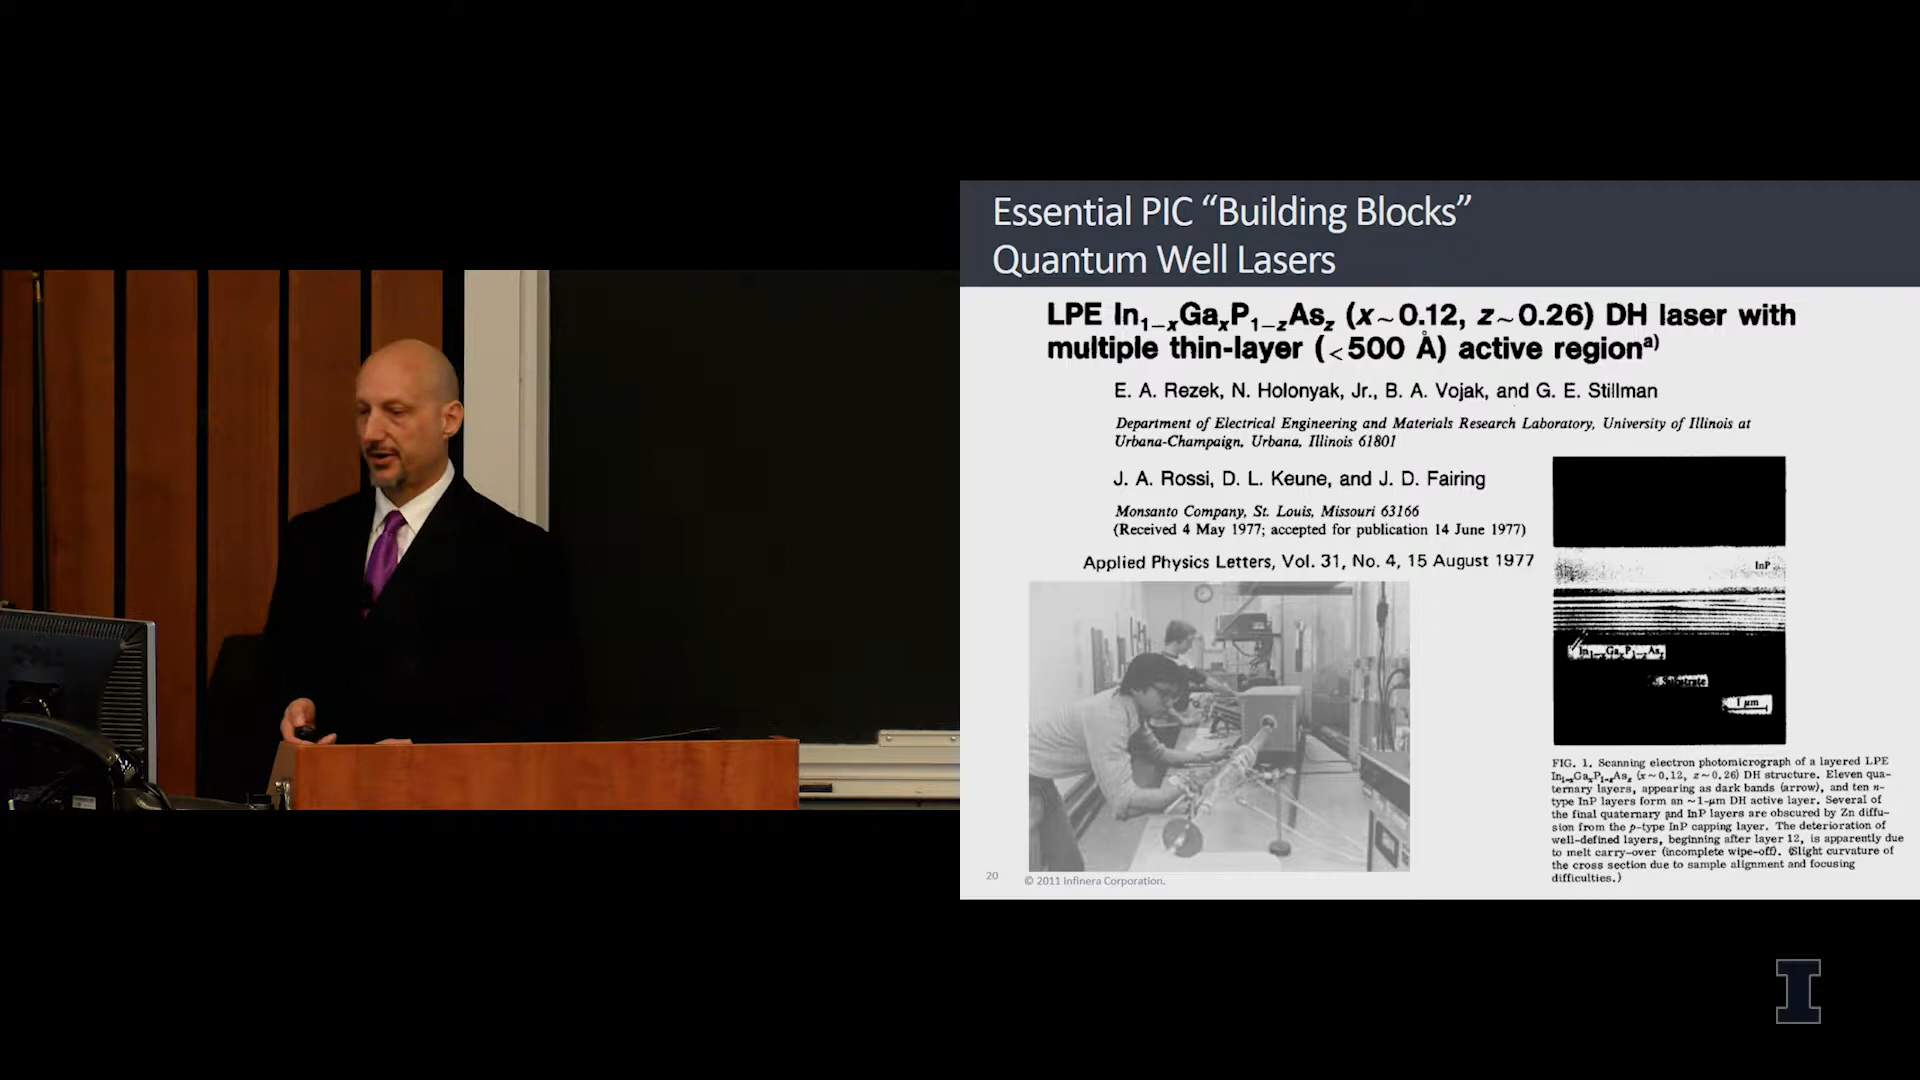 Essential PIC “Building Blocks”
Quantum Well Lasers
LPE In1−xGaxP1−zAsz (x∼0.12, z∼0.26) DH laser with
multiple thin-layer (<500 Å) active regiona)
E. A. Rezek, N. Holonyak, Jr., B. A. Vojak, and G. E. Stillman
Department of Electrical Engineering and Materials Research Laboratory, University of Illinois at
Urbana-Champaign, Urbana, Illinois 61801
J. A. Rossi, D. L. Keune, and J. D. Fairing
Monsanto Company, St. Louis, Missouri 63166
(Received 4 May 1977; accepted for publication 14 June 1977)
Applied Physics Letters, Vol. 31, No. 4, 15 August 1977
InP
In1−xGaxP1−zAsz
Substrate
1 μm
FIG. 1. Scanning electron photomicrograph of a layered LPE
In1−xGaxP1−zAsz (x∼0.12, z∼0.26) DH structure. Eleven qua-
ternary layers, appearing as dark bands (arrow), and ten n-
type InP layers form an ∼1-μm DH active layer. Several of
the final quaternary and InP layers are obscured by Zn diffu-
sion from the p-type InP capping layer. The deterioration of
well-defined layers, beginning after layer 12, is apparently due
to melt carry-over (incomplete wipe-off). (Slight curvature of
the cross section due to sample alignment and focusing
difficulties.)
20
© 2011 Infinera Corporation.
I